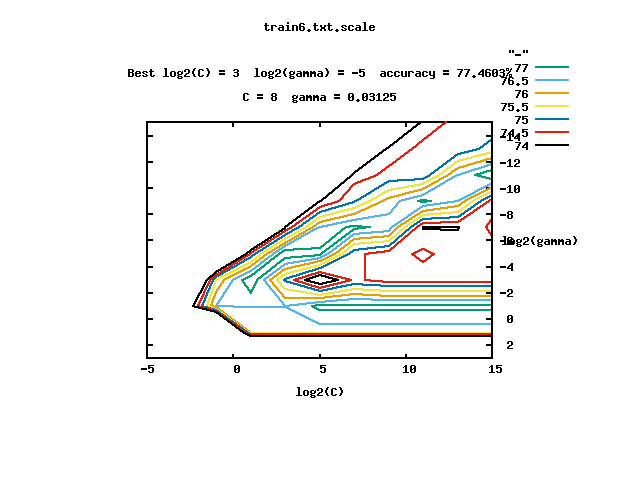 train6.txt.scale
"-"
Best log2(C) = 3 log2(gamma) = -5 accuracy = 77.4603%
C = 8 gamma = 0.03125
77
76.5
76
75.5
75
74.5
74
-14
-12
-10
-8
-6
log2(gamma)
-4
-2
0
2
-5 0 5 10 15
log2(C)